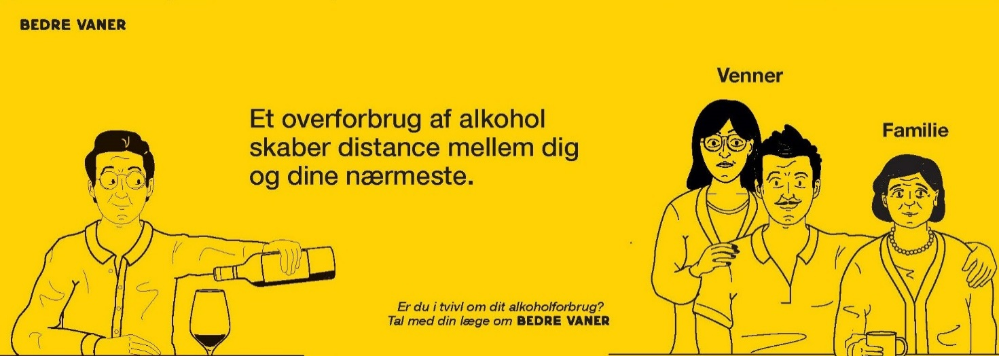 BEDRE VANER
Et overforbrug af alkohol
skaber distance mellem dig
og dine nærmeste.
Venner
Familie
Er du i tvivl om dit alkoholforbrug?
Tal med din læge om BEDRE VANER